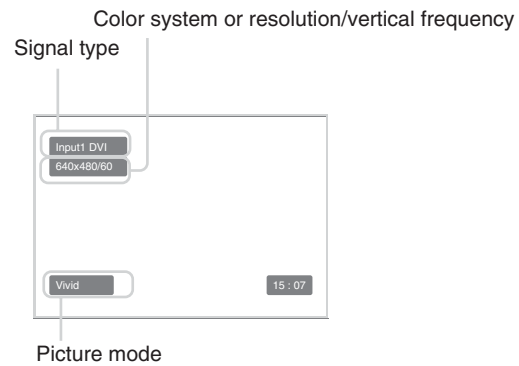 Color system or resolution/vertical frequency
Signal type
Input1 DVI
640x480/60
Vivid
15 : 07
Picture mode